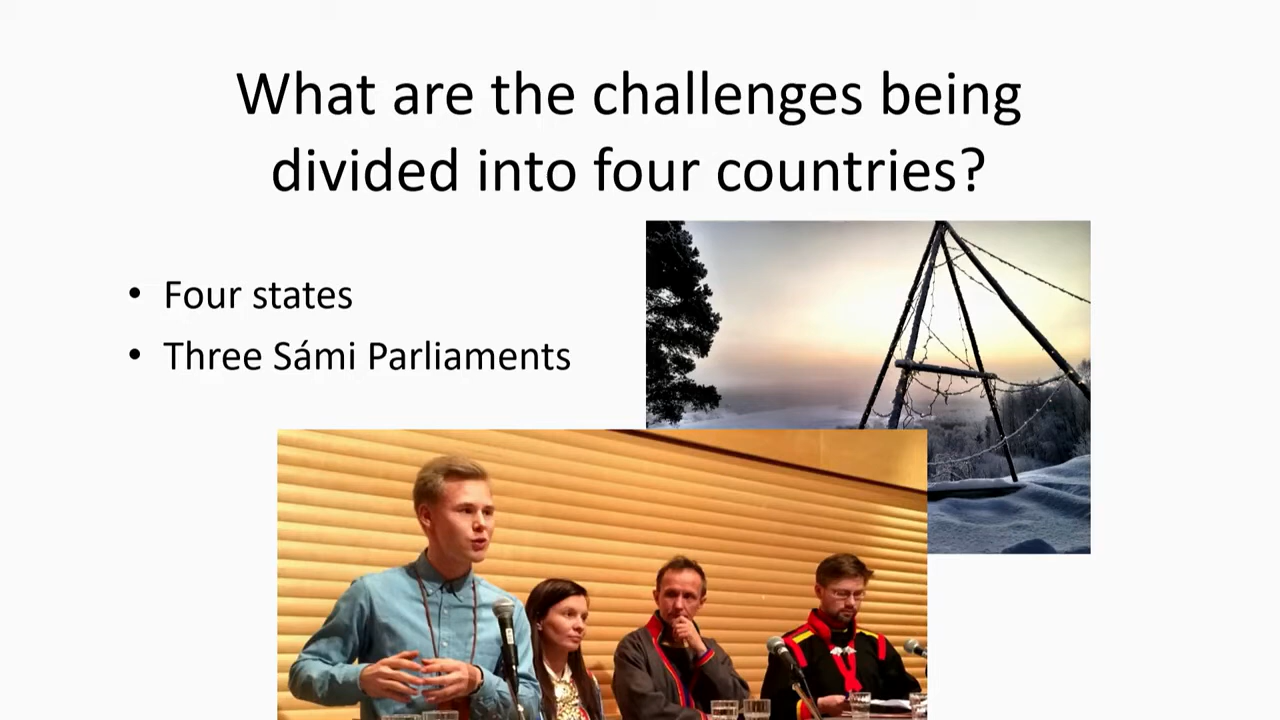 What are the challenges being
divided into four countries?
• Four states
• Three Sámi Parliaments